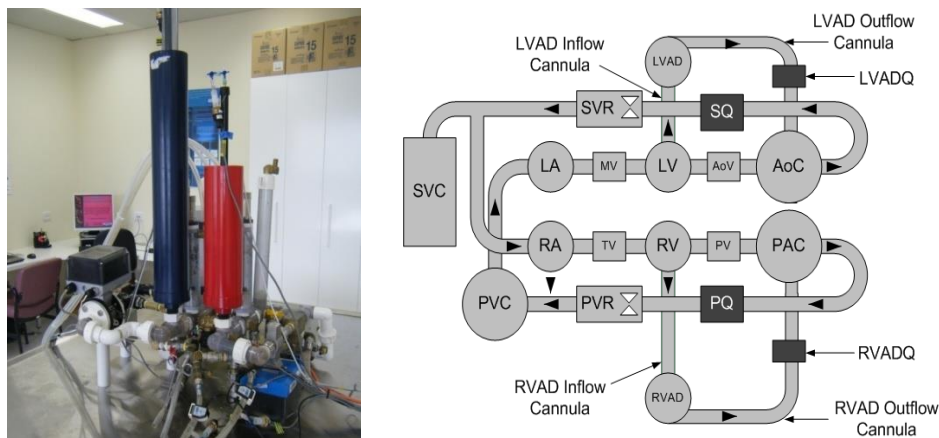 15
15
15
LVAD Inflow
Cannula
LVAD
LVAD Outflow
Cannula
LVADQ
SVR
SQ
SVC
LA
MV
LV
AoV
AoC
RA
TV
RV
PV
PAC
PVC
PVR
PQ
RVADQ
RVAD Inflow
Cannula
RVAD
RVAD Outflow
Cannula